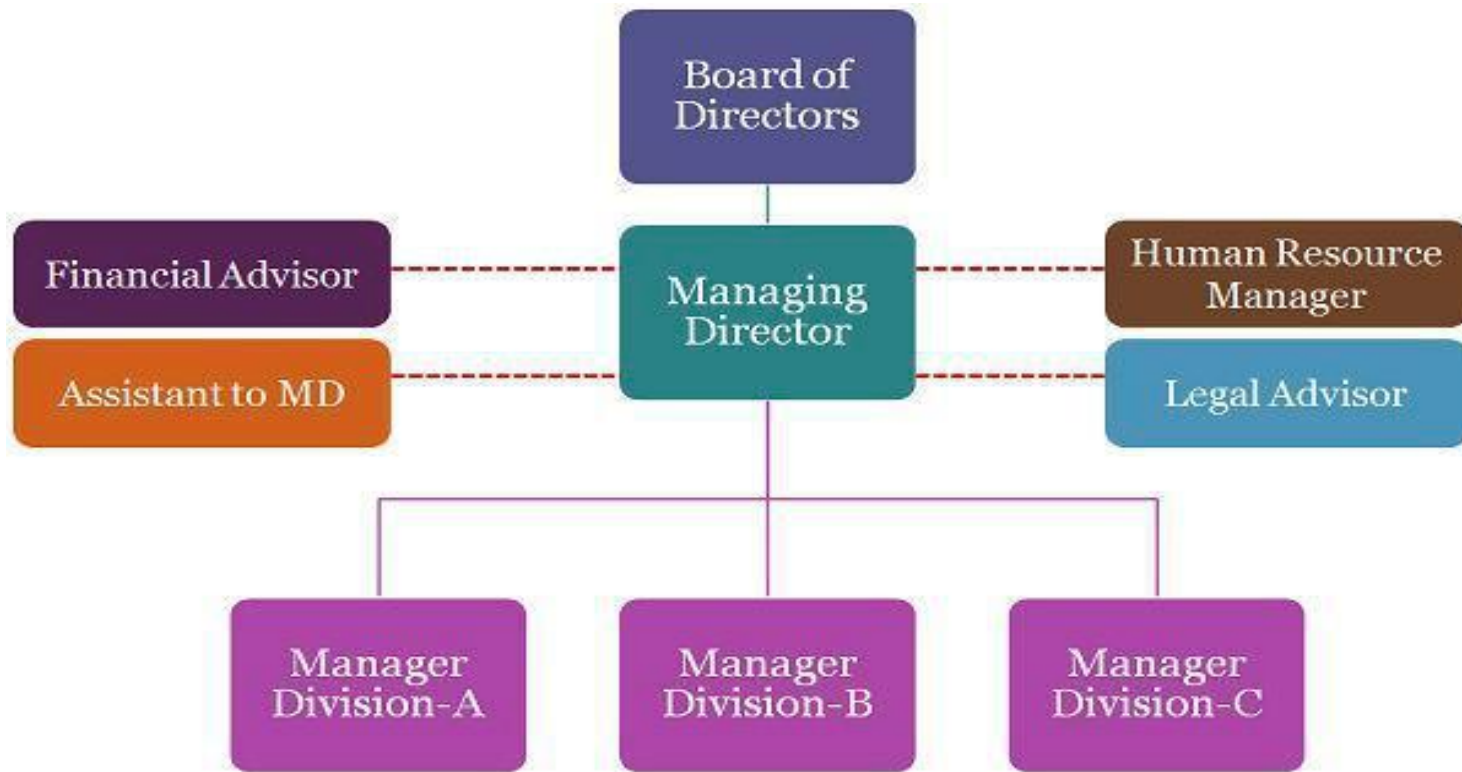 Board of
Directors
Financial Advisor
Managing
Director
Human Resource
Manager
Assistant to MD
Legal Advisor
Manager
Division-A
Manager
Division-B
Manager
Division-C